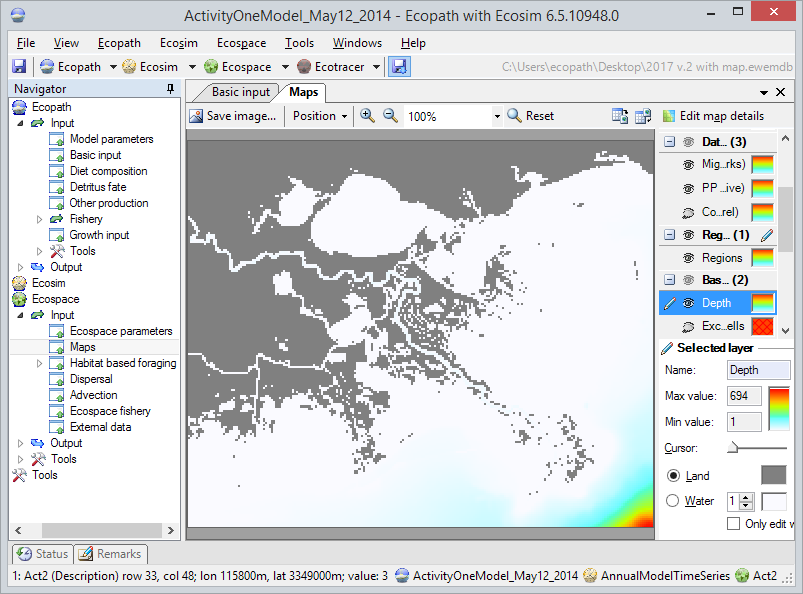 ActivityOneModel_May12_2014 - Ecopath with Ecosim 6.5.10948.0
File View Ecopath Ecosim Ecospace Tools Windows Help
Ecopath Ecosim Ecospace Ecotracer C:\Users\ecopath\Desktop\2017 v.2 with map.ewemdb
Navigator
Ecopath
Input
Model parameters
Basic input
Diet composition
Detritus fate
Other production
Fishery
Growth input
Tools
Output
Ecosim
Ecospace
Input
Ecospace parameters
Maps
Habitat based foraging
Dispersal
Advection
Ecospace fishery
External data
Output
Tools
Tools
Basic input Maps
Save image... Position 100% Reset Edit map details
Dat... (3)
Mig...rks)
PP ...ive)
Co...rel)
Reg... (1)
Regions
Bas... (2)
Depth
Exc...ells
Selected layer
Name: Depth
Max value: 694
Min value: 1
Cursor:
Land
Water 1
Only edit w
Status Remarks
1: Act2 (Description) row 33, col 48; lon 115800m, lat 3349000m; value: 3 ActivityOneModel_May12_2014 AnnualModelTimeSeries Act2